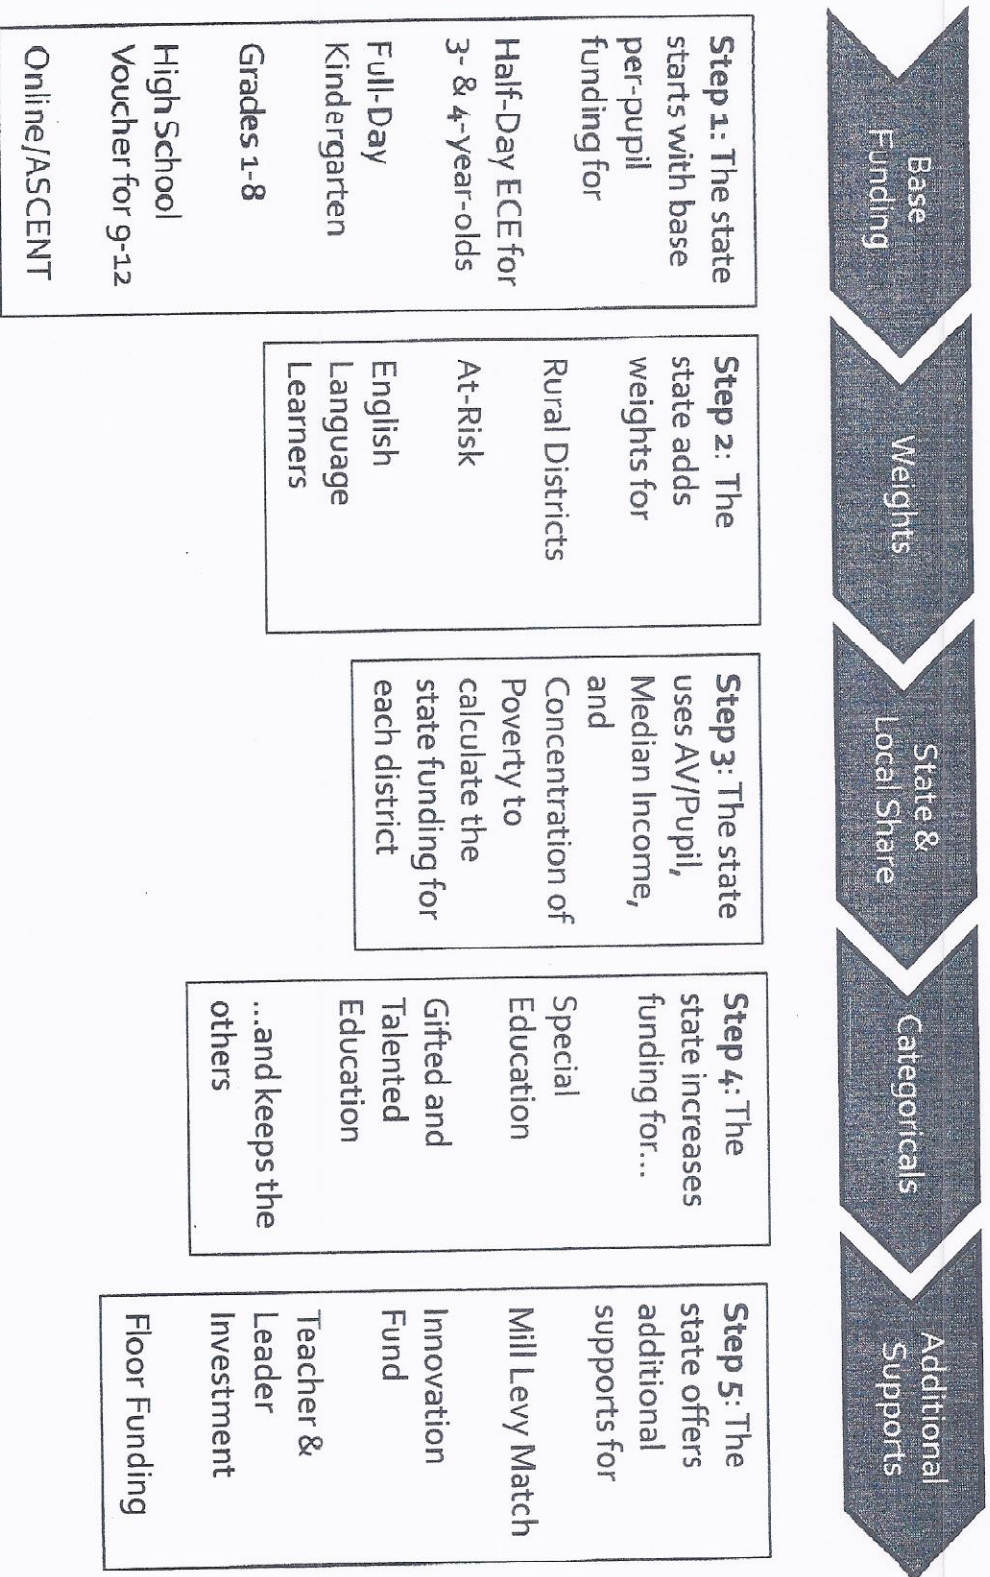 Base
Funding
Weights
State &
Local Share
Categoricals
Additional
Supports
Step 1: The state
starts with base
per-pupil
funding for
Half-Day ECE for
3- & 4-year-olds
Full-Day
Kindergarten
Grades 1-8
High School
Voucher for 9-12
Online/ASCENT
Step 2: The
state adds
weights for
Rural Districts
At-Risk
English
Language
Learners
Step 3: The state
uses AV/Pupil,
Median Income,
and
Concentration of
Poverty to
calculate the
state funding for
each district
Step 4: The
state increases
funding for...
Special
Education
Gifted and
Talented
Education
...and keeps the
others
Step 5: The
state offers
additional
supports for
Mill Levy Match
Innovation
Fund
Teacher &
Leader
Investment
Floor Funding